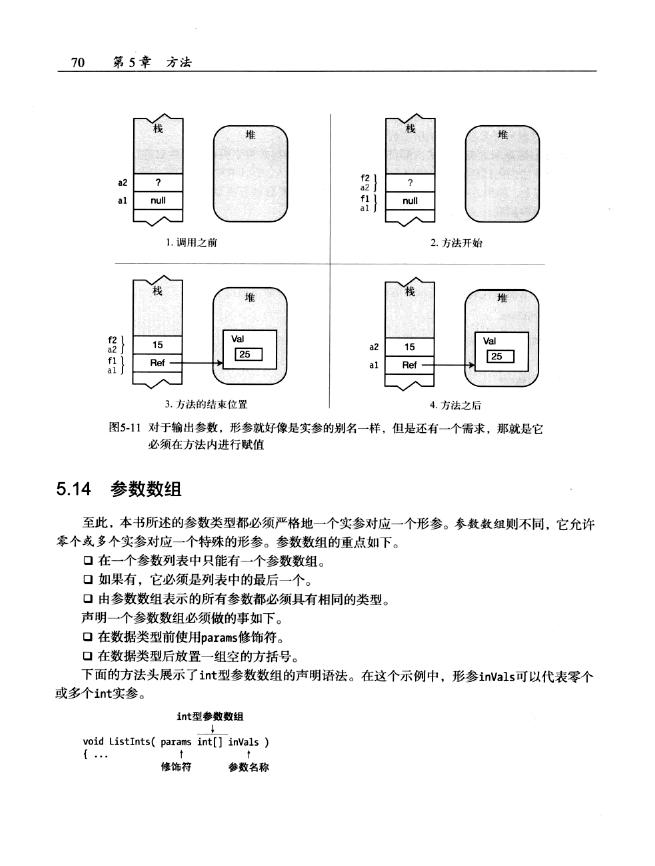 70 第5章 方法
栈
堆
a2 ?
a1 null
1.调用之前
栈
堆
f2
a2
?
f1
a1
null
2.方法开始
栈
堆
f2
a2
15
f1
a1
Ref
Val
25
3.方法的结束位置
栈
堆
a2 15
a1 Ref
Val
25
4.方法之后
图5-11 对于输出参数，形参就好像是实参的别名一样，但是还有一个需求，那就是它
必须在方法内进行赋值
5.14 参数数组
至此，本书所述的参数类型都必须严格地一个实参对应一个形参。参数数组则不同，它允许
零个或多个实参对应一个特殊的形参。参数数组的重点如下。
❑ 在一个参数列表中只能有一个参数数组。
❑ 如果有，它必须是列表中的最后一个。
❑ 由参数数组表示的所有参数都必须具有相同的类型。
声明一个参数数组必须做的事如下。
❑ 在数据类型前使用params修饰符。
❑ 在数据类型后放置一组空的方括号。
下面的方法头展示了int型参数数组的声明语法。在这个示例中，形参inVals可以代表零个
或多个int实参。
int型参数数组
void ListInts( params int[] inVals )
{ ...
修饰符 参数名称